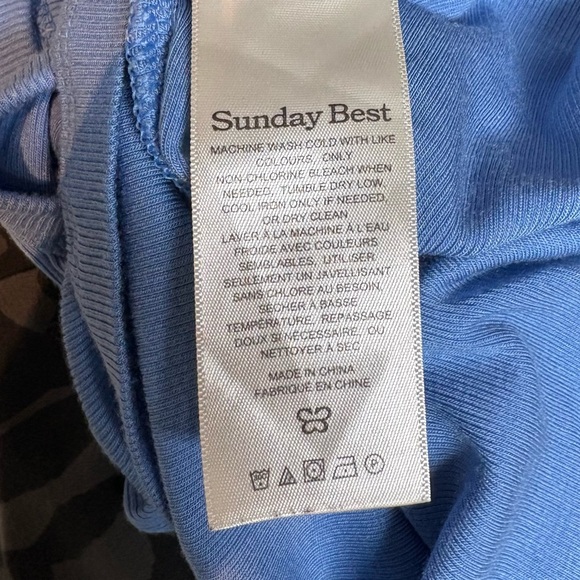 Sunday Best
MACHINE WASH COLD WITH LIKE
COLOURS, ONLY
NON-CHLORINE BLEACH WHEN
NEEDED, TUMBLE DRY LOW,
COOL IRON ONLY IF NEEDED,
OR DRY CLEAN
LAVER À LA MACHINE À L'EAU
FROIDE AVEC COULEURS
SEMBLABLES, UTILISER
SEULEMENT UN JAVELLISANT
SANS CHLORE AU BESOIN,
SÉCHER À BASSE
TEMPÉRATURE, REPASSAGE
DOUX SI NÉCESSAIRE, OU
NETTOYER À SEC
MADE IN CHINA
FABRIQUÉ EN CHINE
P